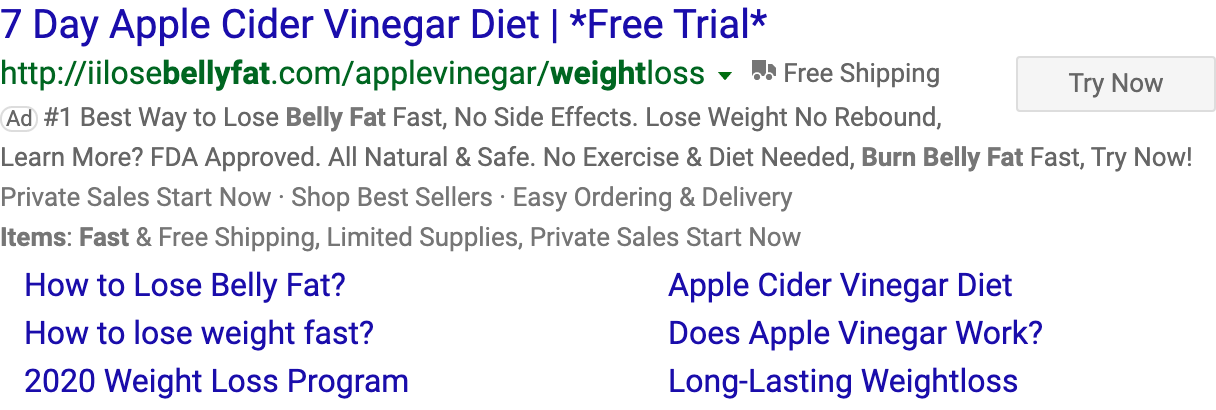 7 Day Apple Cider Vinegar Diet | *Free Trial*
http://iilosebellyfat.com/applevinegar/weightloss Free Shipping
Try Now
Ad #1 Best Way to Lose Belly Fat Fast, No Side Effects. Lose Weight No Rebound,
Learn More? FDA Approved. All Natural & Safe. No Exercise & Diet Needed, Burn Belly Fat Fast, Try Now!
Private Sales Start Now · Shop Best Sellers · Easy Ordering & Delivery
Items: Fast & Free Shipping, Limited Supplies, Private Sales Start Now
How to Lose Belly Fat?
Apple Cider Vinegar Diet
How to lose weight fast?
Does Apple Vinegar Work?
2020 Weight Loss Program
Long-Lasting Weightloss